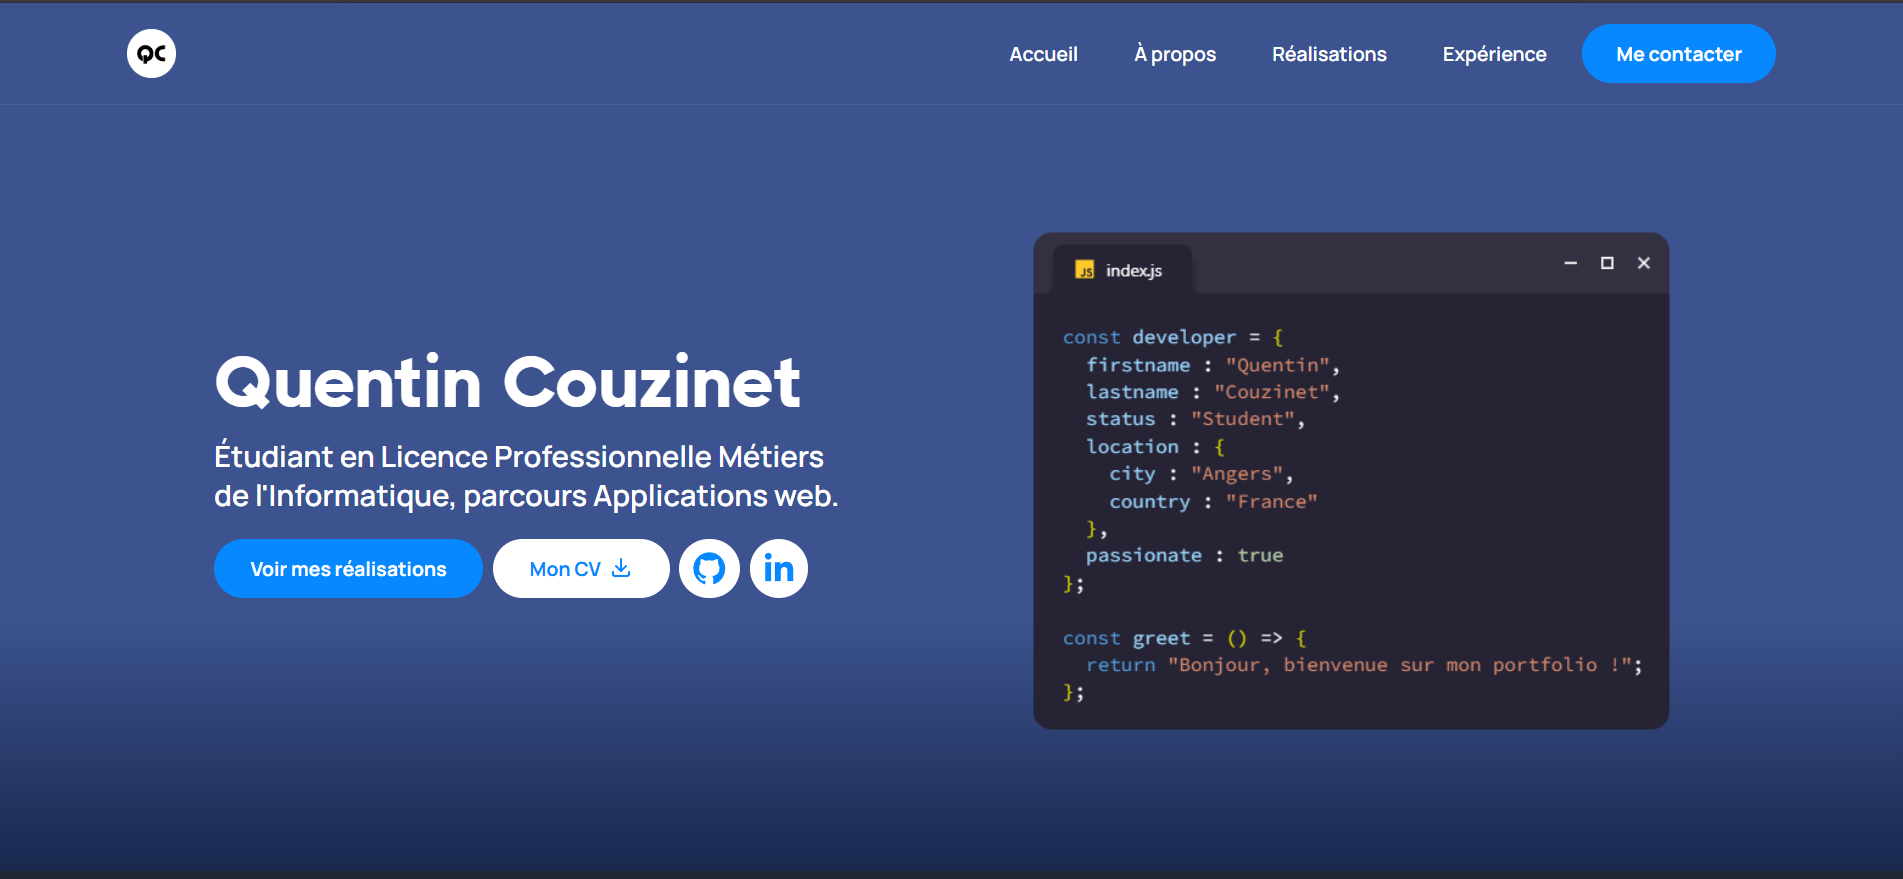 QC
Accueil À propos Réalisations Expérience Me contacter
Quentin Couzinet
Étudiant en Licence Professionnelle Métiers
de l'Informatique, parcours Applications web.
Voir mes réalisations Mon CV in
JS index.js
const developer = {
  firstname : "Quentin",
  lastname : "Couzinet",
  status : "Student",
  location : {
    city : "Angers",
    country : "France"
  },
  passionate : true
};
const greet = () => {
  return "Bonjour, bienvenue sur mon portfolio !";
};